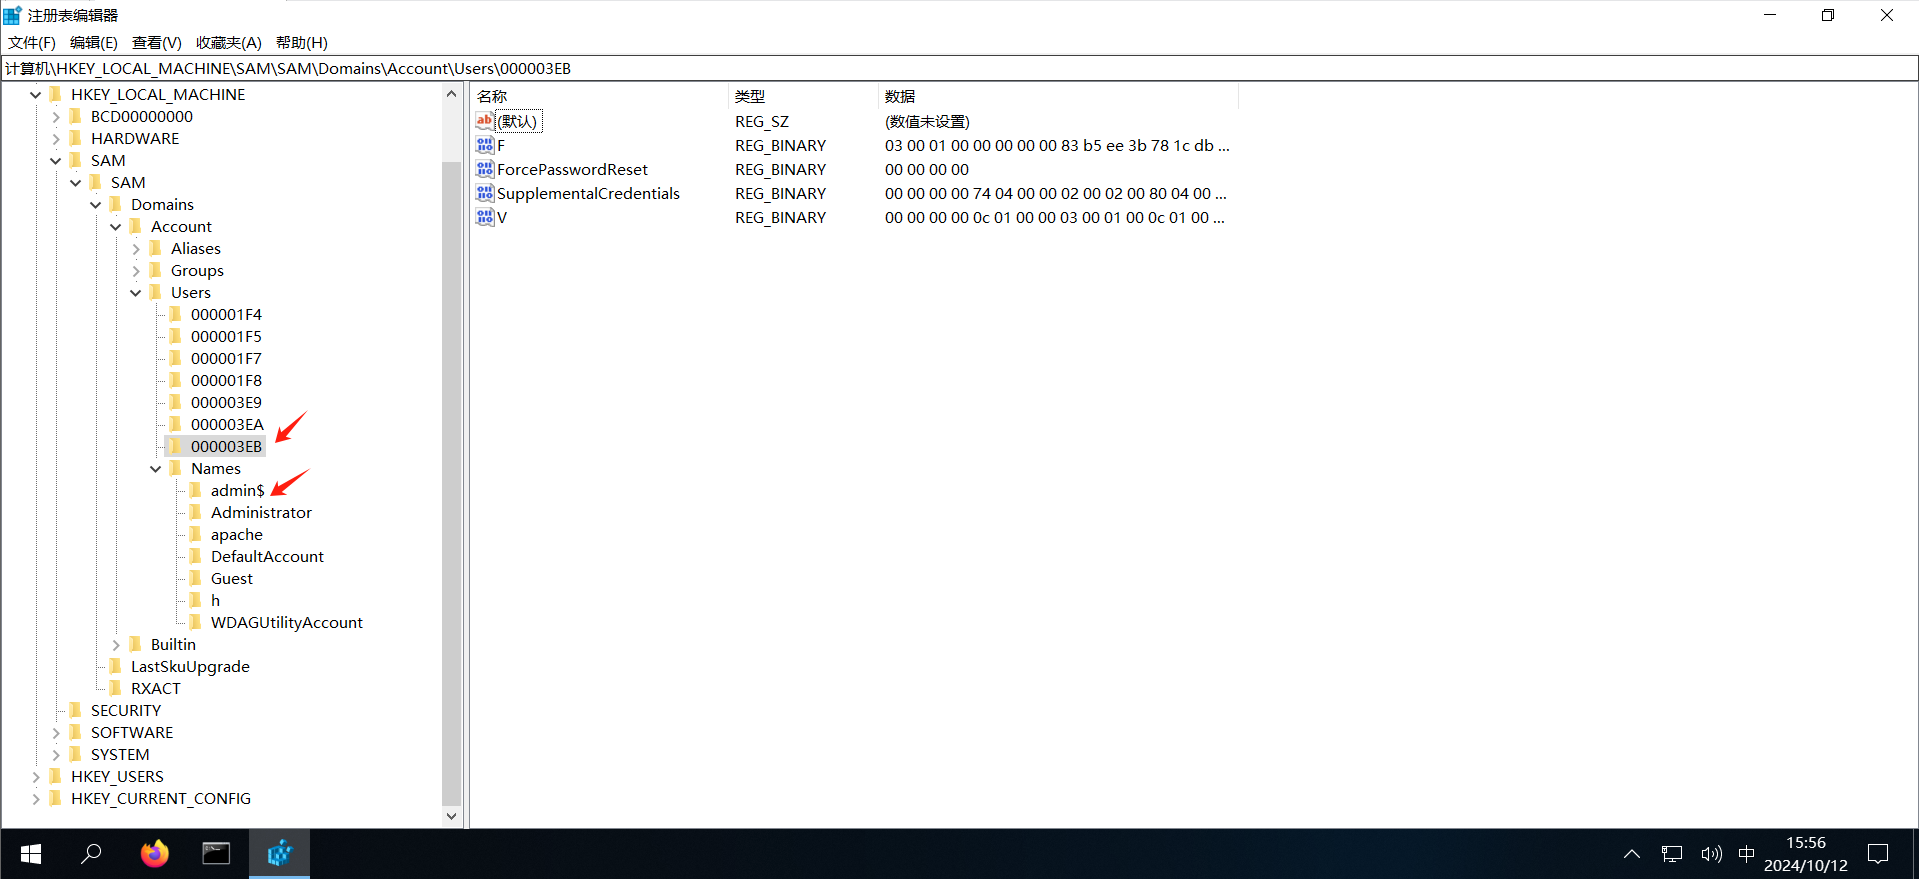 注册表编辑器
文件(F) 编辑(E) 查看(V) 收藏夹(A) 帮助(H)
计算机\HKEY_LOCAL_MACHINE\SAM\SAM\Domains\Account\Users\000003EB
HKEY_LOCAL_MACHINE
BCD00000000
HARDWARE
SAM
SAM
Domains
Account
Aliases
Groups
Users
000001F4
000001F5
000001F7
000001F8
000003E9
000003EA
000003EB
Names
admin$
Administrator
apache
DefaultAccount
Guest
h
WDAGUtilityAccount
Builtin
LastSkuUpgrade
RXACT
SECURITY
SOFTWARE
SYSTEM
HKEY_USERS
HKEY_CURRENT_CONFIG
名称 类型 数据
(默认) REG_SZ (数值未设置)
F REG_BINARY 03 00 01 00 00 00 00 00 83 b5 ee 3b 78 1c db ...
ForcePasswordReset REG_BINARY 00 00 00 00
SupplementalCredentials REG_BINARY 00 00 00 00 74 04 00 00 02 00 02 00 80 04 00 ...
V REG_BINARY 00 00 00 00 0c 01 00 00 03 00 01 00 0c 01 00 ...
中
15:56
2024/10/12